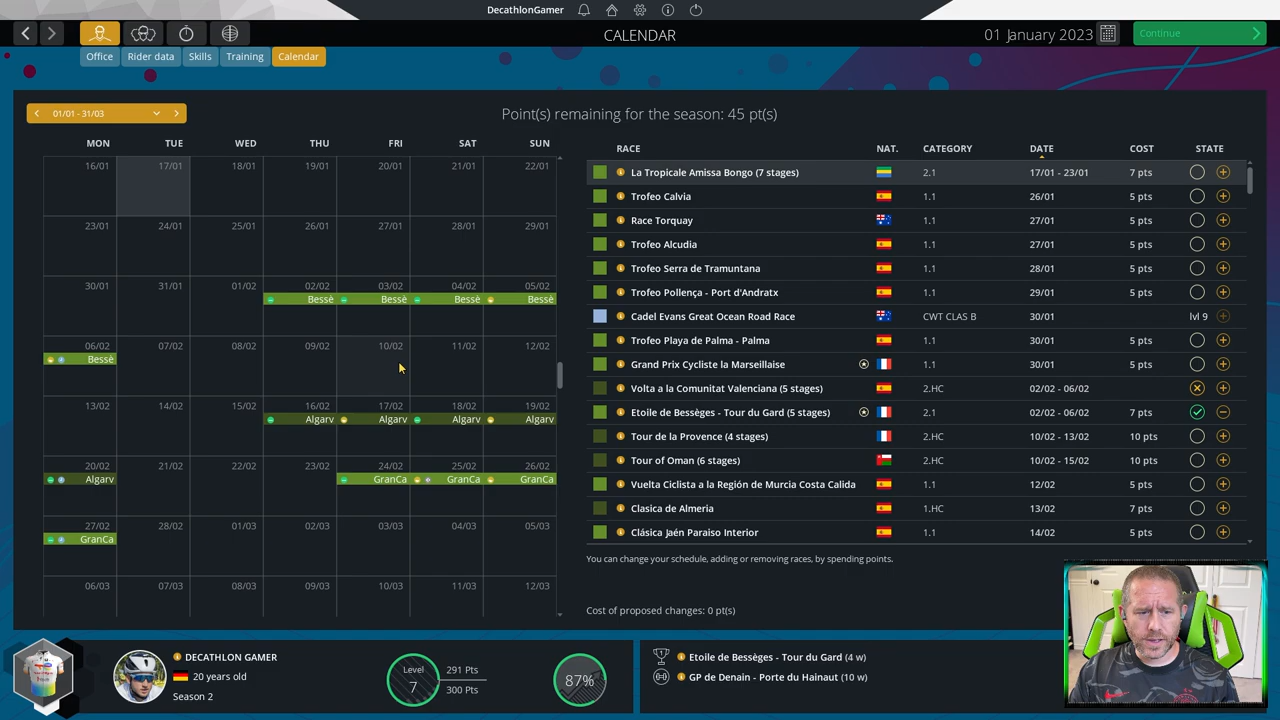 DecathlonGamer
CALENDAR
01 January 2023
Continue
Office
Rider data
Skills
Training
Calendar
01/01 - 31/03
Point(s) remaining for the season: 45 pt(s)
MON TUE WED THU FRI SAT SUN
16/01 17/01 18/01 19/01 20/01 21/01 22/01
23/01 24/01 25/01 26/01 27/01 28/01 29/01
30/01 31/01 01/02 02/02 03/02 04/02 05/02
Bessè Bessè Bessè Bessè
06/02 07/02 08/02 09/02 10/02 11/02 12/02
Bessè
13/02 14/02 15/02 16/02 17/02 18/02 19/02
Algarv Algarv Algarv Algarv
20/02 21/02 22/02 23/02 24/02 25/02 26/02
Algarv GranCa GranCa GranCa
27/02 28/02 01/03 02/03 03/03 04/03 05/03
GranCa
06/03 07/03 08/03 09/03 10/03 11/03 12/03
RACE NAT. CATEGORY DATE COST STATE
La Tropicale Amissa Bongo (7 stages) 2.1 17/01 - 23/01 7 pts
Trofeo Calvia 1.1 26/01 5 pts
Race Torquay 1.1 27/01 5 pts
Trofeo Alcudia 1.1 27/01 5 pts
Trofeo Serra de Tramuntana 1.1 28/01 5 pts
Trofeo Pollença - Port d'Andratx 1.1 29/01 5 pts
Cadel Evans Great Ocean Road Race CWT CLAS B 30/01 lvl 9
Trofeo Playa de Palma - Palma 1.1 30/01 5 pts
Grand Prix Cycliste la Marseillaise 1.1 30/01 5 pts
Volta a la Comunitat Valenciana (5 stages) 2.HC 02/02 - 06/02
Etoile de Bessèges - Tour du Gard (5 stages) 2.1 02/02 - 06/02 7 pts
Tour de la Provence (4 stages) 2.HC 10/02 - 13/02 10 pts
Tour of Oman (6 stages) 2.HC 10/02 - 15/02 10 pts
Vuelta Ciclista a la Región de Murcia Costa Calida 1.1 12/02 5 pts
Clasica de Almeria 1.HC 13/02 7 pts
Clásica Jaén Paraiso Interior 1.1 14/02 5 pts
You can change your schedule, adding or removing races, by spending points.
Cost of proposed changes: 0 pt(s)
DECATHLON GAMER
20 years old
Season 2
Level
7
291 Pts
300 Pts
87%
Etoile de Bessèges - Tour du Gard (4 w)
GP de Denain - Porte du Hainaut (10 w)